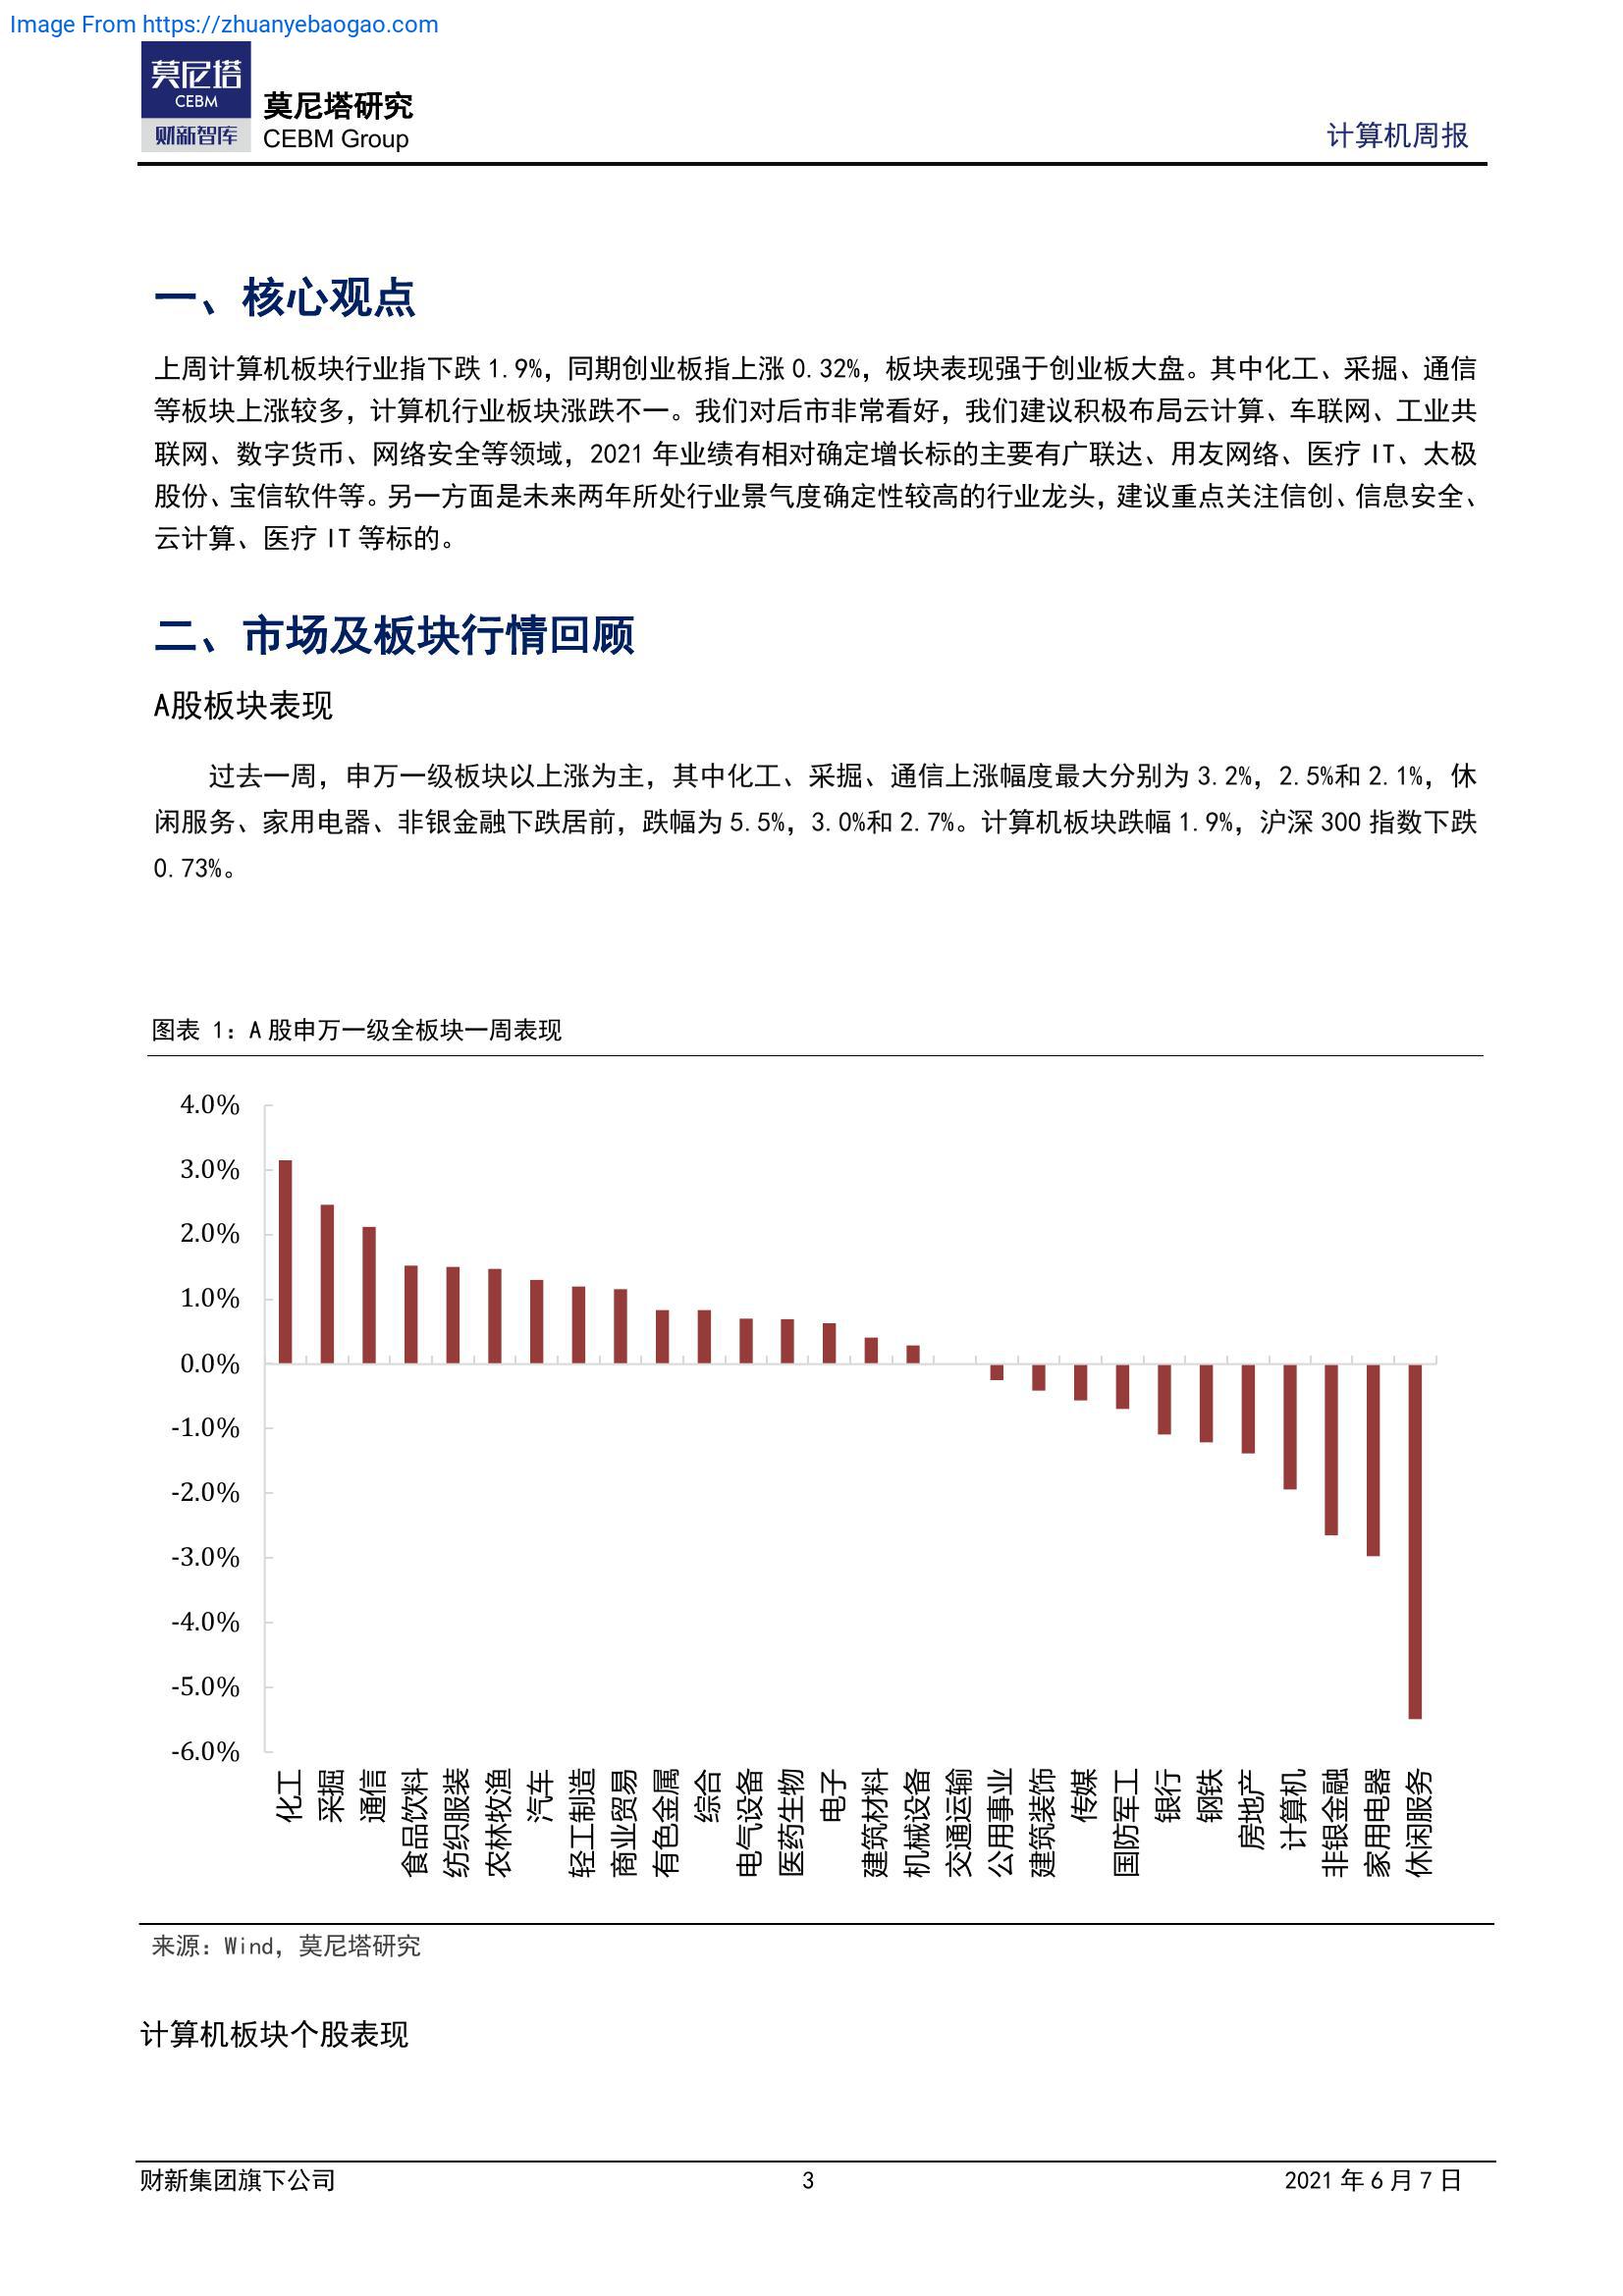 Image From https://zhuanyebaogao.com
莫尼塔
CEBM
财新智库
莫尼塔研究
CEBM Group
计算机周报
一、核心观点
上周计算机板块行业指下跌 1.9%，同期创业板指上涨 0.32%，板块表现强于创业板大盘。其中化工、采掘、通信
等板块上涨较多，计算机行业板块涨跌不一。我们对后市非常看好，我们建议积极布局云计算、车联网、工业共
联网、数字货币、网络安全等领域，2021 年业绩有相对确定增长标的主要有广联达、用友网络、医疗 IT、太极
股份、宝信软件等。另一方面是未来两年所处行业景气度确定性较高的行业龙头，建议重点关注信创、信息安全、
云计算、医疗 IT 等标的。
二、市场及板块行情回顾
A股板块表现
过去一周，申万一级板块以上涨为主，其中化工、采掘、通信上涨幅度最大分别为 3.2%，2.5%和 2.1%，休
闲服务、家用电器、非银金融下跌居前，跌幅为 5.5%，3.0%和 2.7%。计算机板块跌幅 1.9%，沪深 300 指数下跌
0.73%。
图表 1：A 股申万一级全板块一周表现
4.0%
3.0%
2.0%
1.0%
0.0%
-1.0%
-2.0%
-3.0%
-4.0%
-5.0%
-6.0%
化工
采掘
通信
食品饮料
纺织服装
农林牧渔
汽车
轻工制造
商业贸易
有色金属
综合
电气设备
医药生物
电子
建筑材料
机械设备
交通运输
公用事业
建筑装饰
传媒
国防军工
银行
钢铁
房地产
计算机
非银金融
家用电器
休闲服务
来源：Wind，莫尼塔研究
计算机板块个股表现
财新集团旗下公司
3
2021 年 6 月 7 日